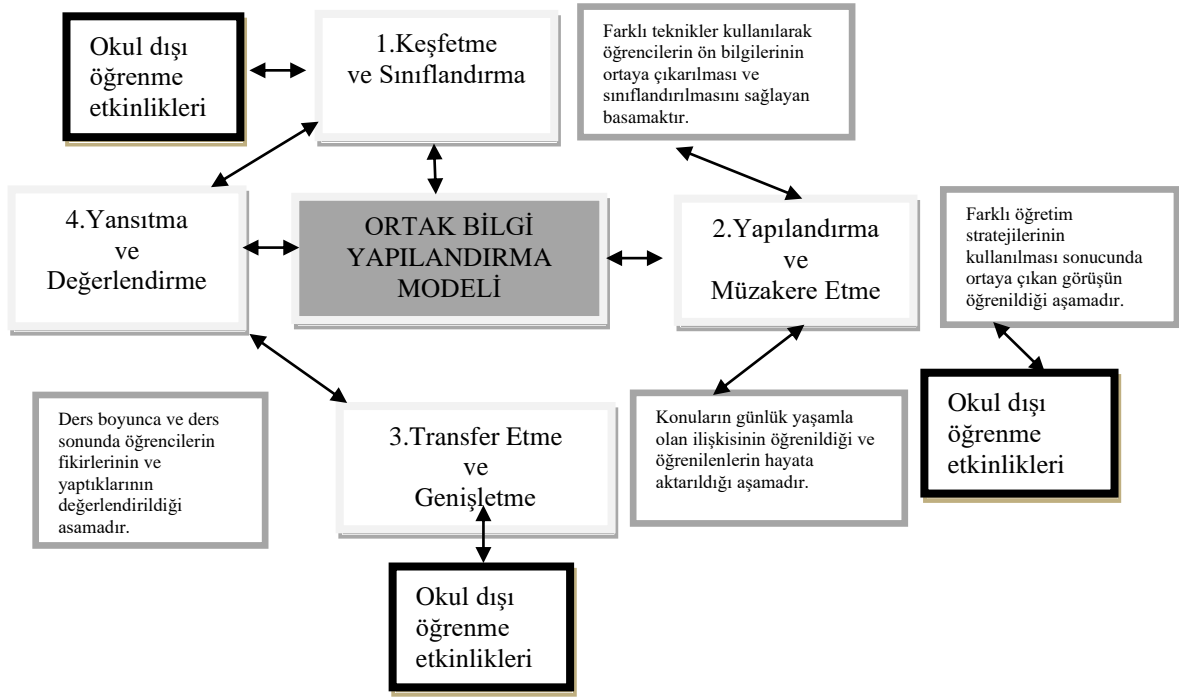 Okul dışı
öğrenme
etkinlikleri
1.Keşfetme
ve Sınıflandırma
Farklı teknikler kullanılarak
öğrencilerin ön bilgilerinin
ortaya çıkarılması ve
sınıflandırılmasını sağlayan
basamaktır.
4.Yansıtma
ve
Değerlendirme
ORTAK BİLGİ
YAPILANDIRMA
MODELİ
2.Yapılandırma
ve
Müzakere Etme
Farklı öğretim
stratejilerinin
kullanılması sonucunda
ortaya çıkan görüşün
öğrenildiği aşamadır.
Ders boyunca ve ders
sonunda öğrencilerin
fikirlerinin ve
yaptıklarının
değerlendirildiği
asamadır.
3.Transfer Etme
ve
Genişletme
Konuların günlük yaşamla
olan ilişkisinin öğrenildiği ve
öğrenilenlerin hayata
aktarıldığı aşamadır.
Okul dışı
öğrenme
etkinlikleri
Okul dışı
öğrenme
etkinlikleri